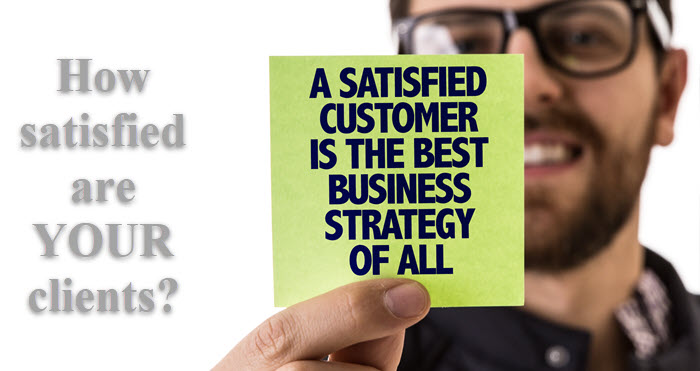 How
satisfied
are
YOUR
clients?
A SATISFIED
CUSTOMER
IS THE BEST
BUSINESS
STRATEGY
OF ALL